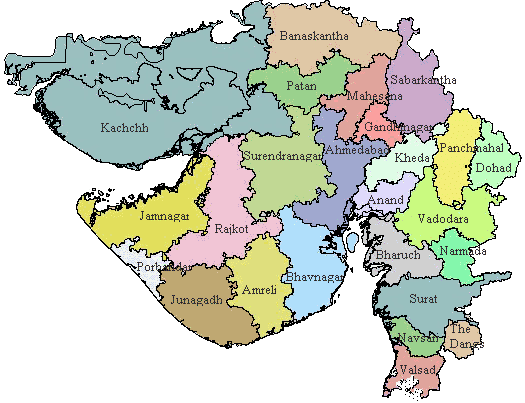 Banaskantha
Patan
Sabarkantha
Mahesana
Kachchh
Gandhinagar
Surendranagar
Ahmedabad
Kheda
Panchmahal
Dohad
Anand
Jamnagar
Rajkot
Vadodara
Porbandar
Bhavnagar
Bharuch
Narmada
Junagadh
Amreli
Surat
Navsari
The
Dangs
Valsad